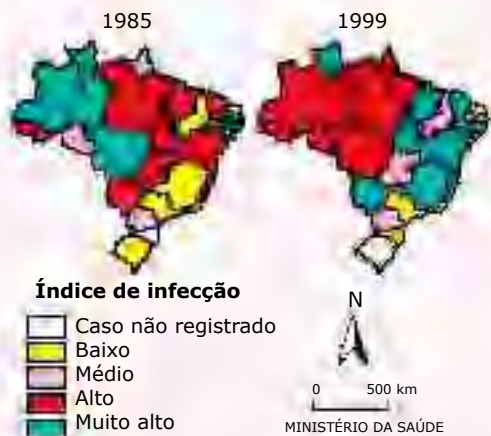 1985
1999
Índice de infecção
Caso não registrado
Baixo
Médio
Alto
Muito alto
N
0 500 km
MINISTÉRIO DA SAÚDE